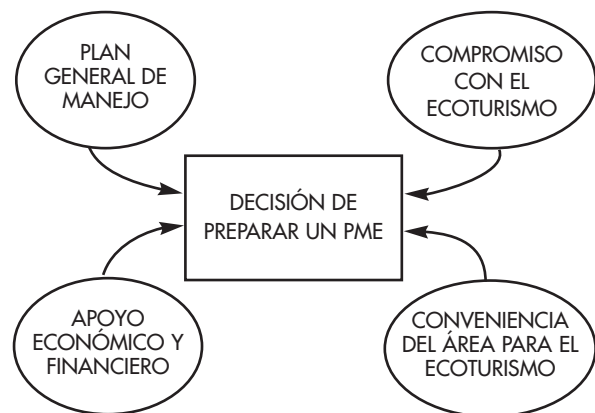 PLAN
GENERAL DE
MANEJO
COMPROMISO
CON EL
ECOTURISMO
DECISIÓN DE
PREPARAR UN PME
APOYO
ECONÓMICO Y
FINANCIERO
CONVENIENCIA
DEL ÁREA PARA EL
ECOTURISMO